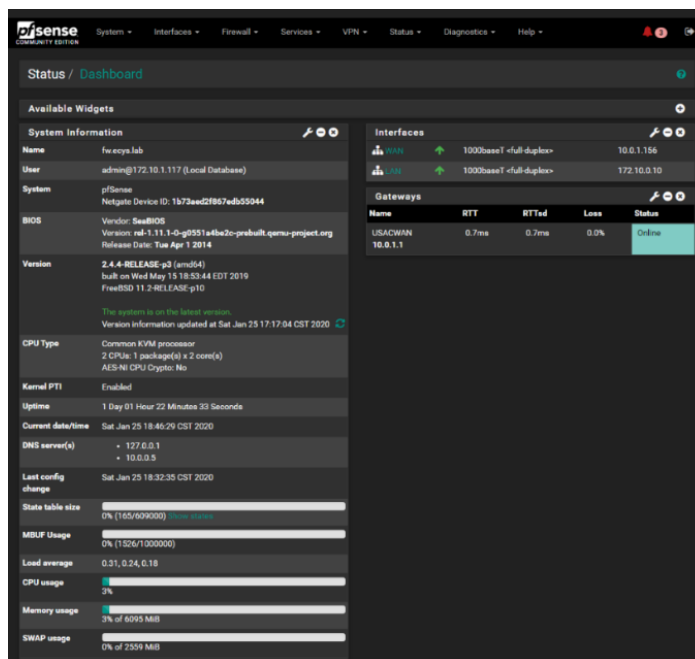 pfsense
COMMUNITY EDITION
System
Interfaces
Firewall
Services
VPN
Status
Diagnostics
Help
3
Status / Dashboard
Available Widgets
System Information
Name fw.ecys.lab
User admin@172.10.1.117 (Local Database)
System pfSense
Netgate Device ID: 1b73aed2f867edb55044
BIOS Vendor: SeaBIOS
Version: rel-1.11.1-0-g0551a4be2c-prebuilt.qemu-project.org
Release Date: Tue Apr 1 2014
Version 2.4.4-RELEASE-p3 (amd64)
built on Wed May 15 18:53:44 EDT 2019
FreeBSD 11.2-RELEASE-p10
The system is on the latest version.
Version information updated at Sat Jan 25 17:17:04 CST 2020
CPU Type Common KVM processor
2 CPUs: 1 package(s) x 2 core(s)
AES-NI CPU Crypto: No
Kernel PTI Enabled
Uptime 1 Day 01 Hour 22 Minutes 33 Seconds
Current date/time Sat Jan 25 18:46:29 CST 2020
DNS server(s) • 127.0.0.1
• 10.0.0.5
Last config change Sat Jan 25 18:32:35 CST 2020
State table size
0% (165/609000) Show states
MBUF Usage
0% (1526/1000000)
Load average 0.31, 0.24, 0.18
CPU usage
3%
Memory usage
3% of 6095 MiB
SWAP usage
0% of 2559 MiB
Interfaces
WAN 1000baseT <full-duplex> 10.0.1.156
LAN 1000baseT <full-duplex> 172.10.0.10
Gateways
Name RTT RTTsd Loss Status
USACWAN 0.7ms 0.7ms 0.0% Online
10.0.1.1